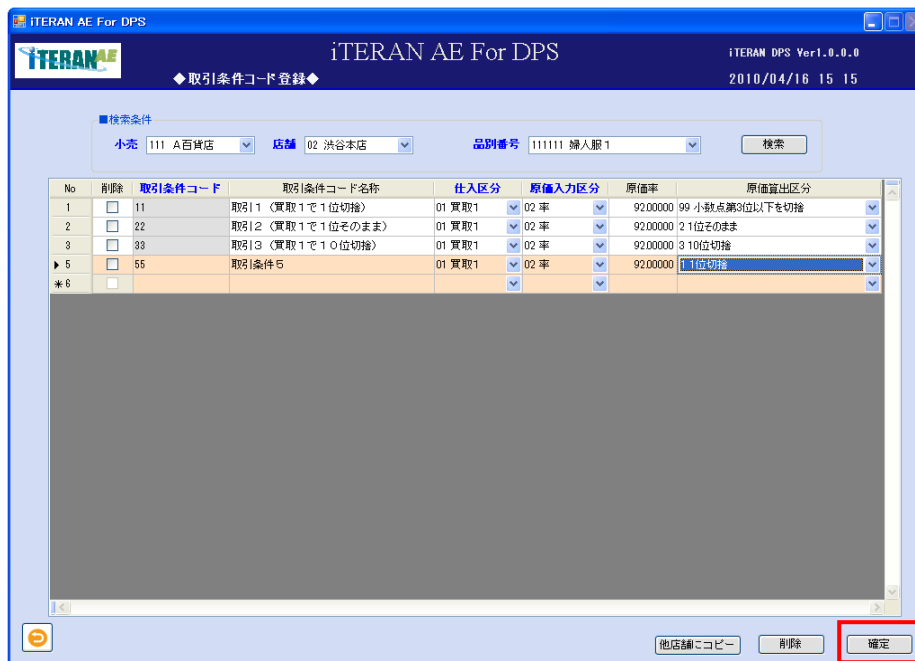 iTERAN AE For DPS
iTERAN AE
iTERAN AE For DPS
iTERAN DPS Ver1.0.0.0
◆取引条件コード登録◆
2010/04/16 15 15
■検索条件
小売 111 A百貨店 店舗 02 渋谷本店 品別番号 111111 婦人服1 検索
No 削除 取引条件コード 取引条件コード名称 仕入区分 原価入力区分 原価率 原価算出区分
1 11 取引1(買取1で1位切捨) 01 買取1 02 率 92.00000 99 小数点第3位以下を切捨
2 22 取引2(買取1で1位そのまま) 01 買取1 02 率 92.00000 2 1位そのまま
3 33 取引3(買取1で10位切捨) 01 買取1 02 率 92.00000 3 10位切捨
5 55 取引条件5 01 買取1 02 率 92.00000 1 1位切捨
* 6
他店舗にコピー 削除 確定